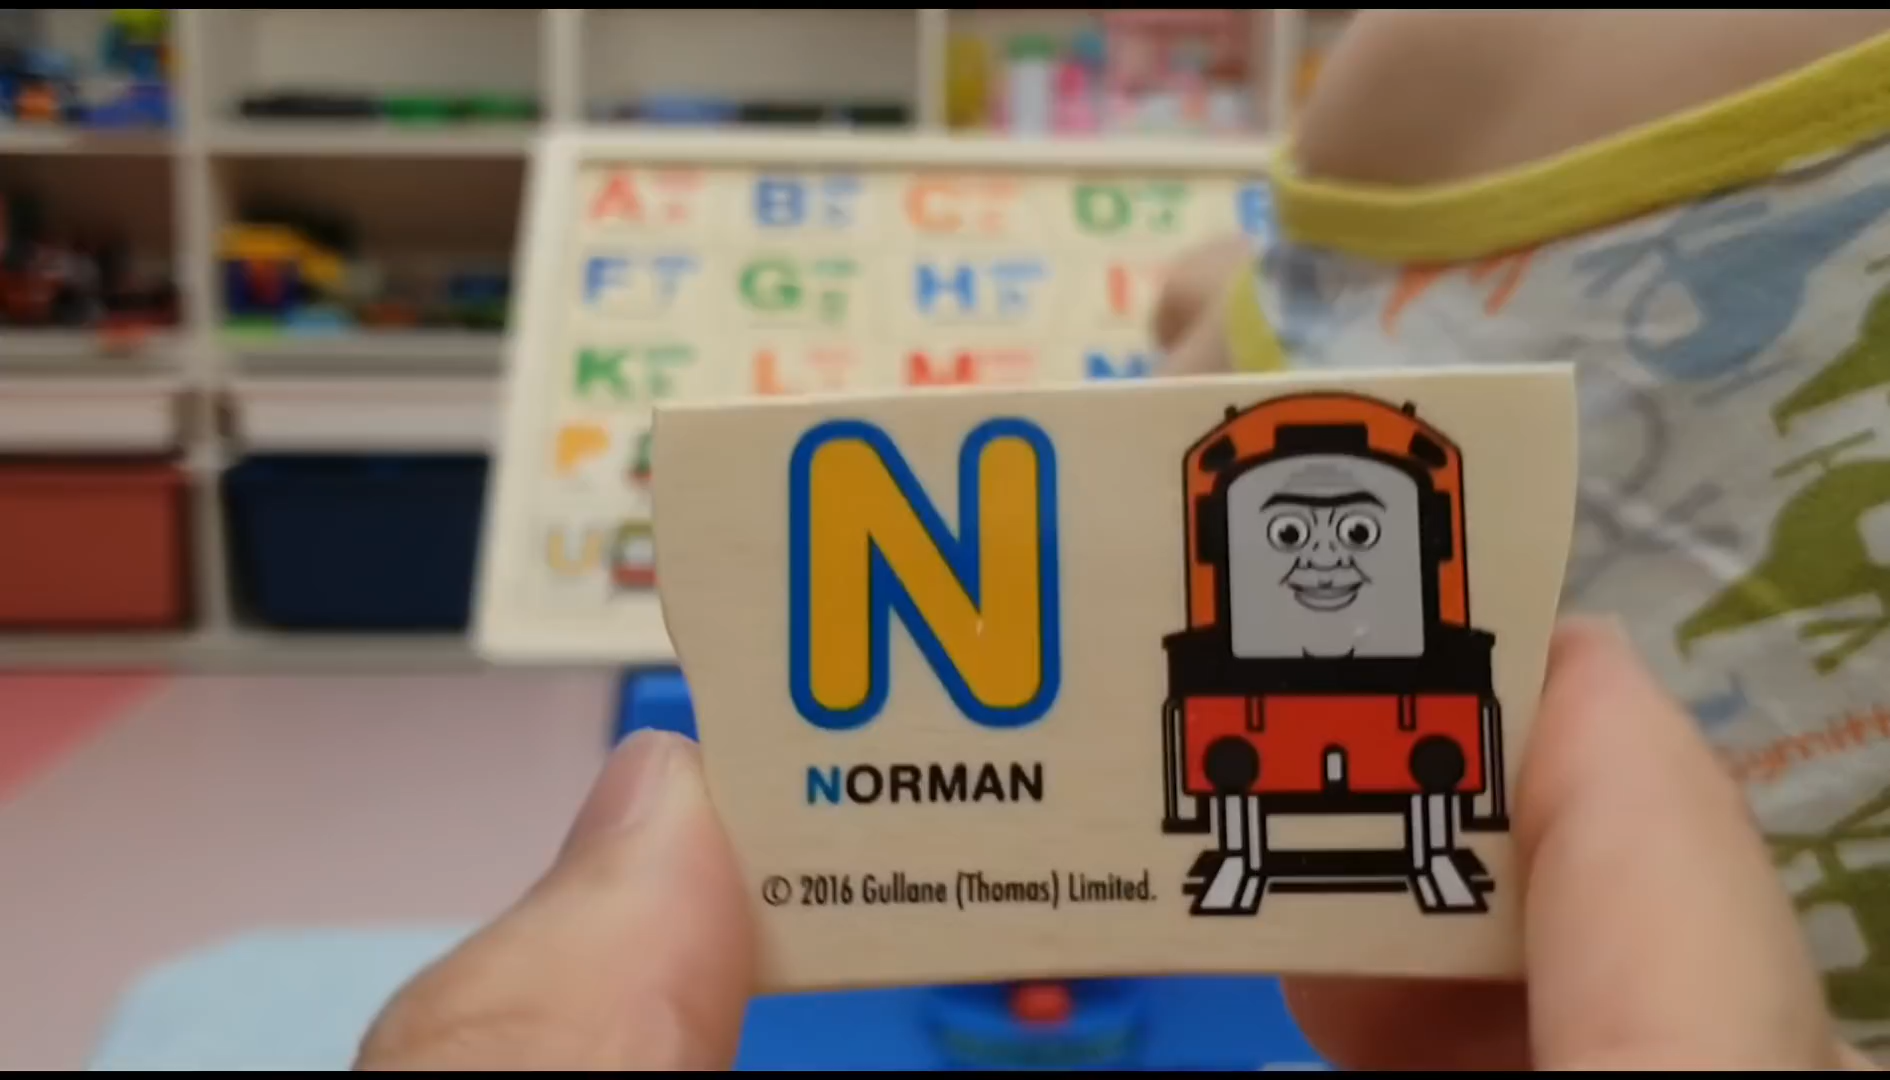 A B C D
F G H I
K L M N
P
U
N
NORMAN
© 2016 Gullane (Thomas) Limited.